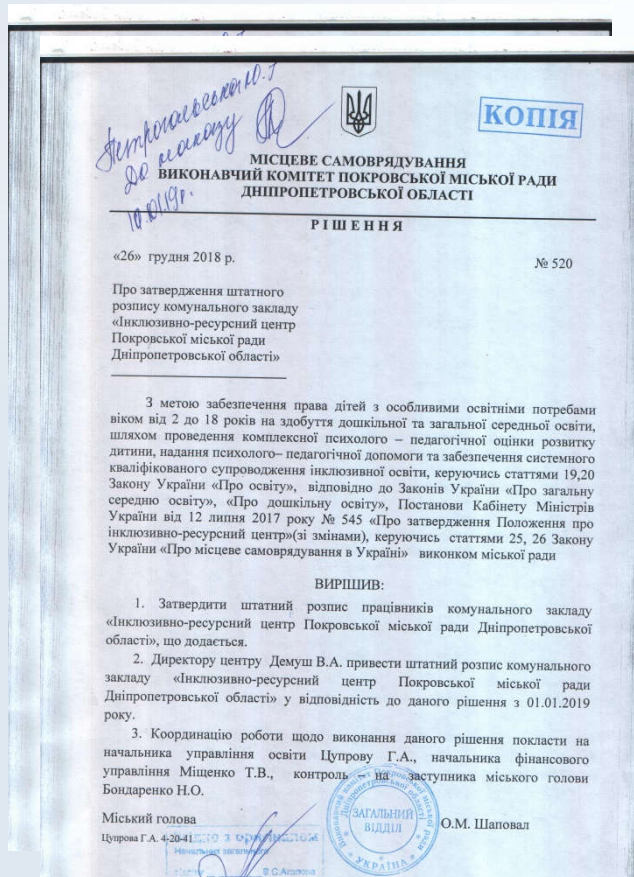 До наказу
КОПІЯ
МІСЦЕВЕ САМОВРЯДУВАННЯ
ВИКОНАВЧИЙ КОМІТЕТ ПОКРОВСЬКОЇ МІСЬКОЇ РАДИ
ДНІПРОПЕТРОВСЬКОЇ ОБЛАСТІ
Р І Ш Е Н Н Я
«26» грудня 2018 р.
№ 520
Про затвердження штатного
розпису комунального закладу
«Інклюзивно-ресурсний центр
Покровської міської ради
Дніпропетровської області»
З метою забезпечення права дітей з особливими освітніми потребами
віком від 2 до 18 років на здобуття дошкільної та загальної середньої освіти,
шляхом проведення комплексної психолого – педагогічної оцінки розвитку
дитини, надання психолого– педагогічної допомоги та забезпечення системного
кваліфікованого супроводження інклюзивної освіти, керуючись статтями 19,20
Закону України «Про освіту», відповідно до Законів України «Про загальну
середню освіту», «Про дошкільну освіту», Постанови Кабінету Міністрів
України від 12 липня 2017 року № 545 «Про затвердження Положення про
інклюзивно-ресурсний центр»(зі змінами), керуючись статтями 25, 26 Закону
України «Про місцеве самоврядування в Україні» виконком міської ради
ВИРІШИВ:
1. Затвердити штатний розпис працівників комунального закладу
«Інклюзивно-ресурсний центр Покровської міської ради Дніпропетровської
області», що додається.
2. Директору центру Демуш В.А. привести штатний розпис комунального
закладу «Інклюзивно-ресурсний центр Покровської міської ради
Дніпропетровської області» у відповідність до даного рішення з 01.01.2019
року.
3. Координацію роботи щодо виконання даного рішення покласти на
начальника управління освіти Цупрову Г.А., начальника фінансового
управління Міщенко Т.В., контроль – на заступника міського голови
Бондаренко Н.О.
Міський голова
О.М. Шаповал
Цупрова Г.А. 4-20-41
з оригіналом
Начальник загального
ЗАГАЛЬНИЙ
ВІДДІЛ
УКРАЇНА